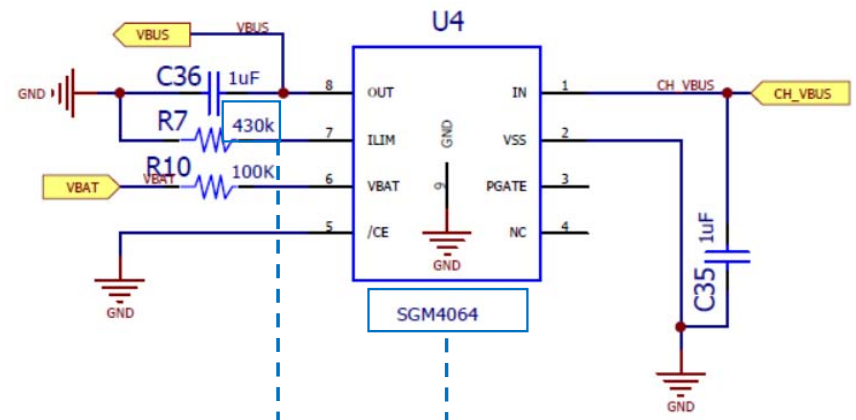 U4
VBUS
VBUS
C36
1uF
GND
8
OUT
IN
1
CH_VBUS
CH_VBUS
R7
430k
7
ILIM
GND
VSS
2
R10
100K
VBAT
VBAT
6
VBAT
9
PGATE
3
5
/CE
NC
4
1uF
C35
GND
GND
SGM4064
GND